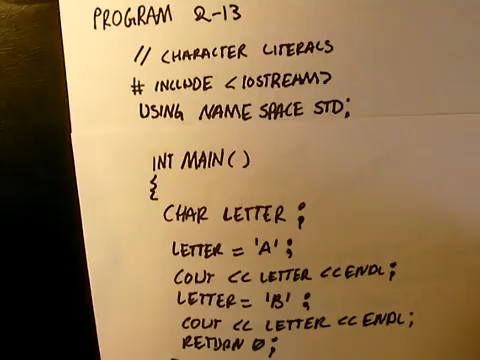 PROGRAM 2-13
// CHARACTER LITERALS
# INCLUDE <IOSTREAM>
USING NAME SPACE STD;
INT MAIN()
{
CHAR LETTER ;
LETTER = 'A' ;
COUT << LETTER << ENDL;
LETTER = 'B' ;
COUT << LETTER << ENDL;
RETURN 0;